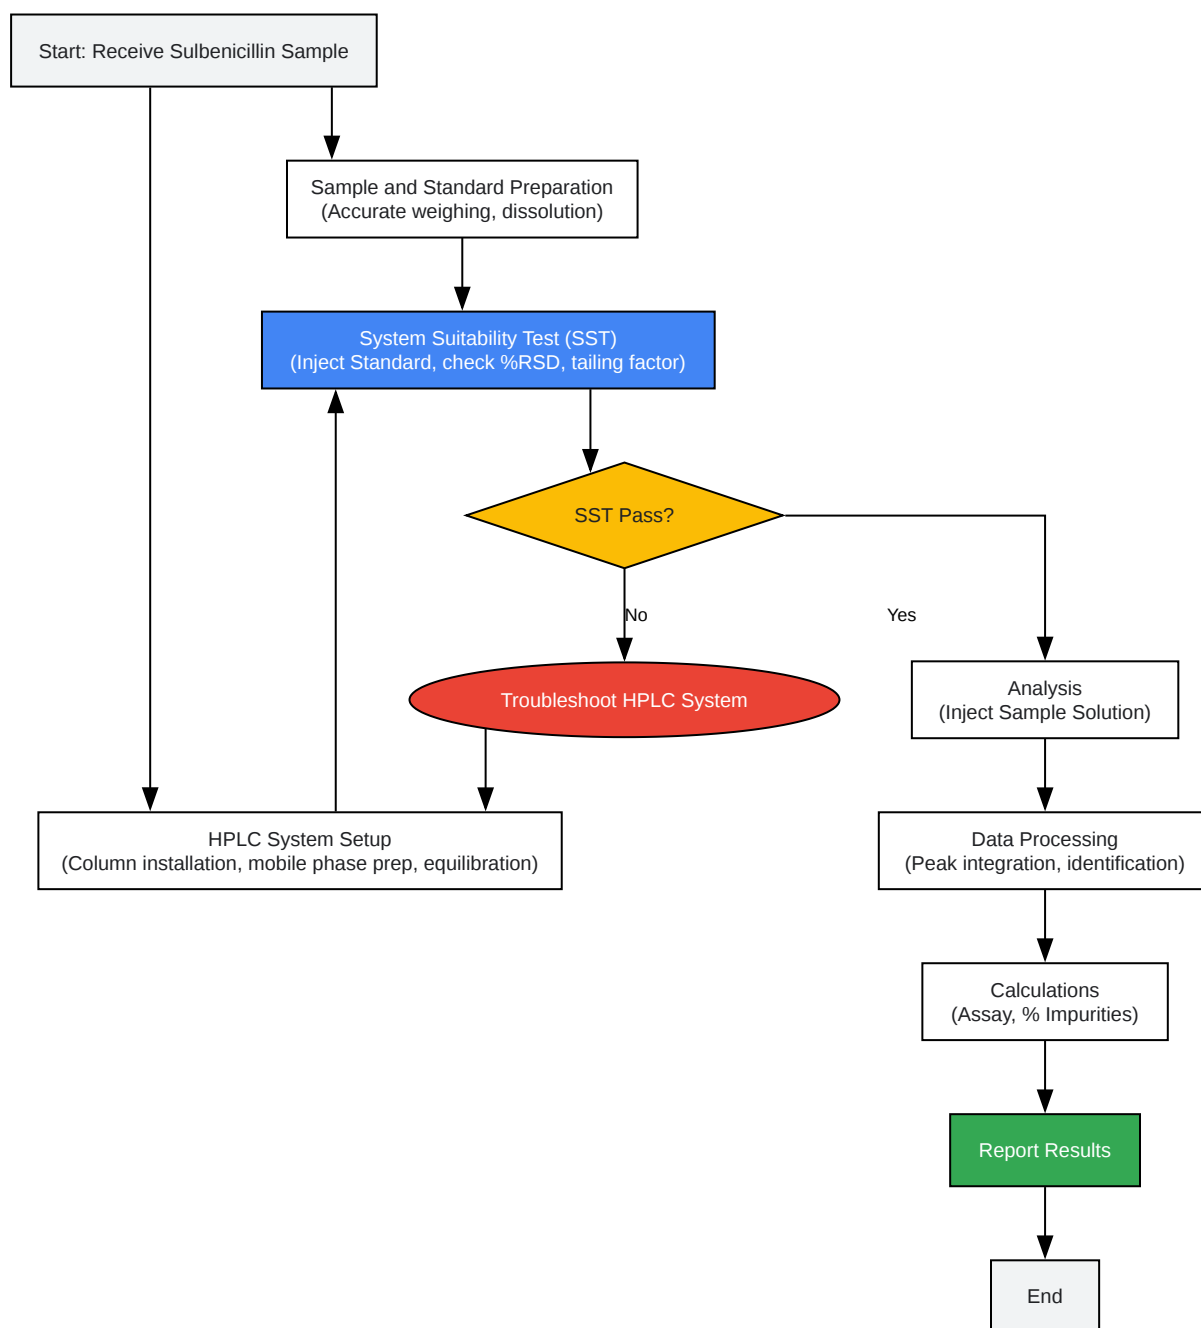 Start: Receive Sulbenicillin Sample
Sample and Standard Preparation
(Accurate weighing, dissolution)
System Suitability Test (SST)
(Inject Standard, check %RSD, tailing factor)
SST Pass?
No
Yes
Troubleshoot HPLC System
Analysis
(Inject Sample Solution)
HPLC System Setup
(Column installation, mobile phase prep, equilibration)
Data Processing
(Peak integration, identification)
Calculations
(Assay, % Impurities)
Report Results
End